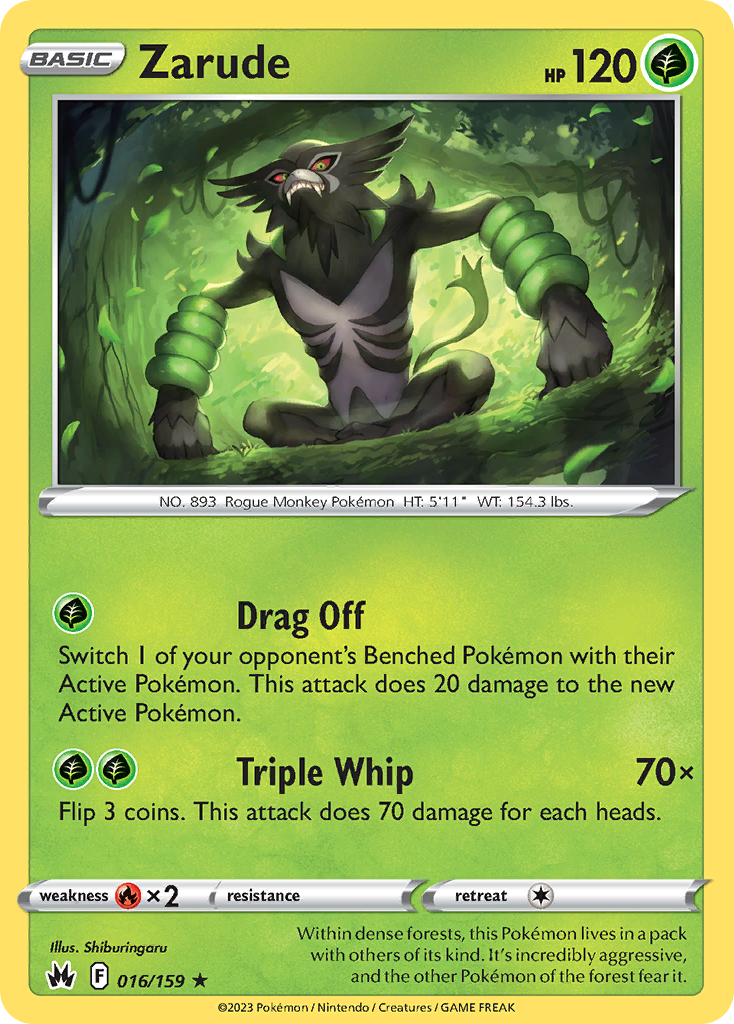 BASIC Zarude HP 120
NO. 893 Rogue Monkey Pokémon HT: 5'11" WT: 154.3 lbs.
Drag Off
Switch 1 of your opponent's Benched Pokémon with their
Active Pokémon. This attack does 20 damage to the new
Active Pokémon.
Triple Whip 70×
Flip 3 coins. This attack does 70 damage for each heads.
weakness ×2 resistance retreat
Illus. Shiburingaru
Within dense forests, this Pokémon lives in a pack
with others of its kind. It's incredibly aggressive,
and the other Pokémon of the forest fear it.
F 016/159 ★
©2023 Pokémon / Nintendo / Creatures / GAME FREAK